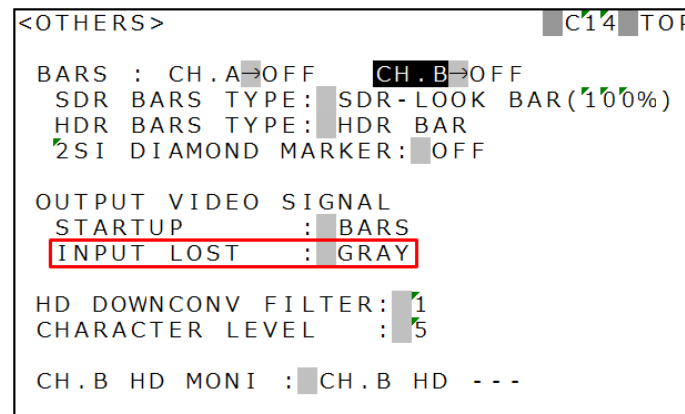 <OTHERS> C14 TOP
BARS : CH.A→OFF CH.B→OFF
SDR BARS TYPE: SDR-LOOK BAR(100%)
HDR BARS TYPE: HDR BAR
2SI DIAMOND MARKER: OFF
OUTPUT VIDEO SIGNAL
STARTUP : BARS
INPUT LOST : GRAY
HD DOWNCONV FILTER: 1
CHARACTER LEVEL : 5
CH.B HD MONI : CH.B HD ---